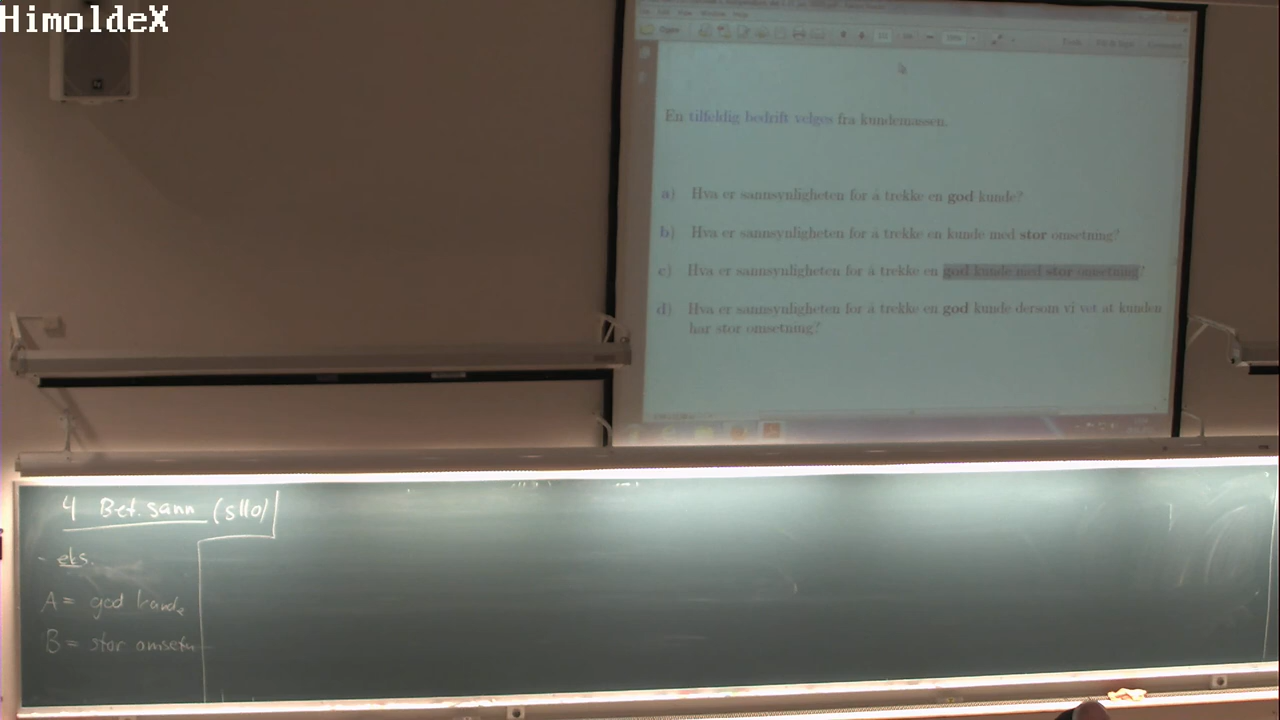 HimoldeX
En tilfeldig bedrift velges fra kundemassen.
a) Hva er sannsynligheten for å trekke en god kunde?
b) Hva er sannsynligheten for å trekke en kunde med stor omsetning?
c) Hva er sannsynligheten for å trekke en god kunde med stor omsetning?
d) Hva er sannsynligheten for å trekke en god kunde dersom vi vet at kunden
har stor omsetning?
4 Bet. sann (s110)
- eks.
A = god kunde
B = stor omsetn